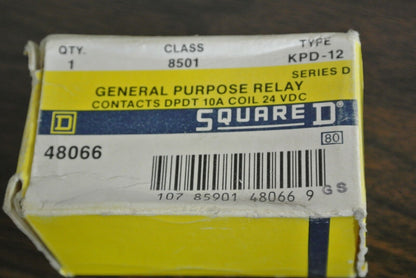 QTY. CLASS TYPE
1 8501 KPD-12
SERIES D
GENERAL PURPOSE RELAY
CONTACTS DPDT 10A COIL 24 VDC
D SQUARE D®
80
48066
107 85901 48066 9 GS